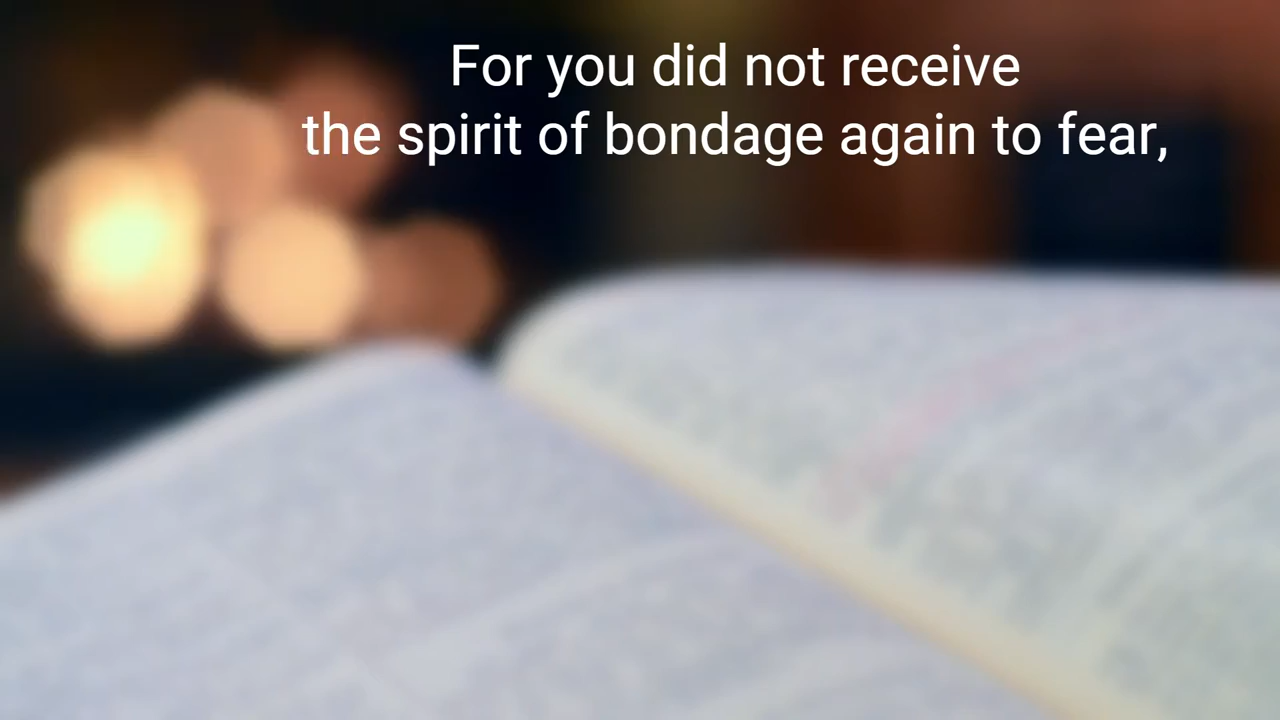 For you did not receive
the spirit of bondage again to fear,